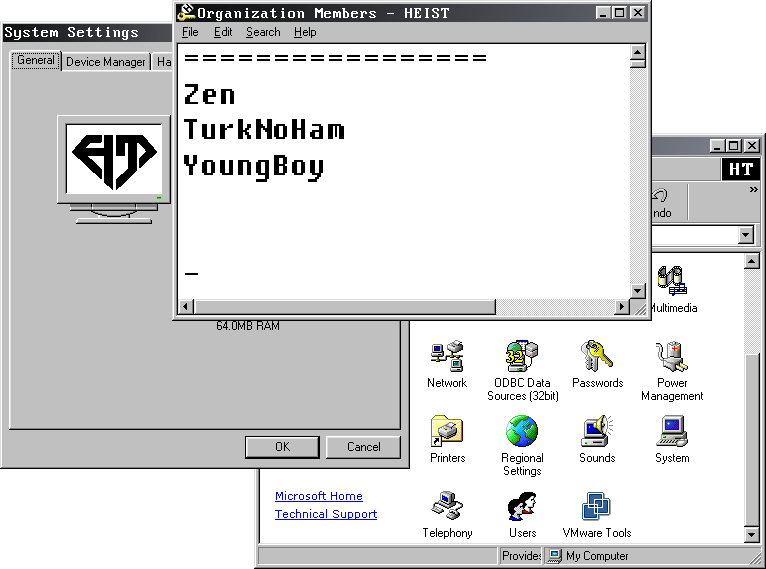 System Settings
General
Device Manager
Ha
Organization Members - HEIST
File Edit Search Help
=================
Zen
TurkNoHam
YoungBoy
_
64.0MB RAM
OK
Cancel
HT
ndo
»
Multimedia
Network
ODBC Data
Sources (32bit)
Passwords
Power
Management
Printers
Regional
Settings
Sounds
System
Microsoft Home
Technical Support
Telephony
Users
VMware Tools
Provides
My Computer